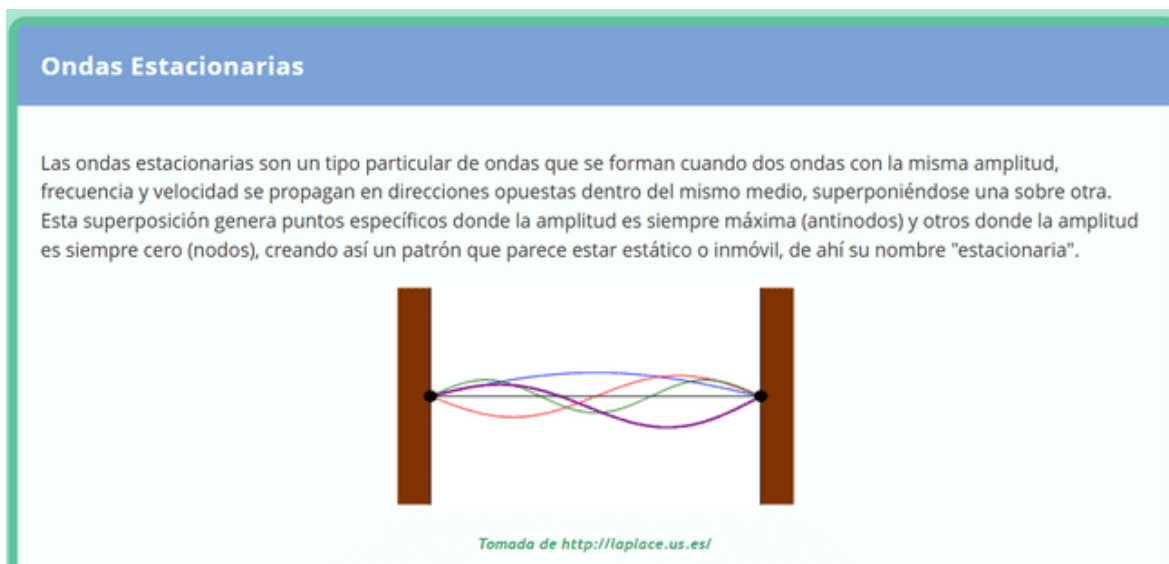 Ondas Estacionarias
Las ondas estacionarias son un tipo particular de ondas que se forman cuando dos ondas con la misma amplitud,
frecuencia y velocidad se propagan en direcciones opuestas dentro del mismo medio, superponiéndose una sobre otra.
Esta superposición genera puntos específicos donde la amplitud es siempre máxima (antinodos) y otros donde la amplitud
es siempre cero (nodos), creando así un patrón que parece estar estático o inmóvil, de ahí su nombre "estacionaria".
Tomada de http://laplace.us.es/